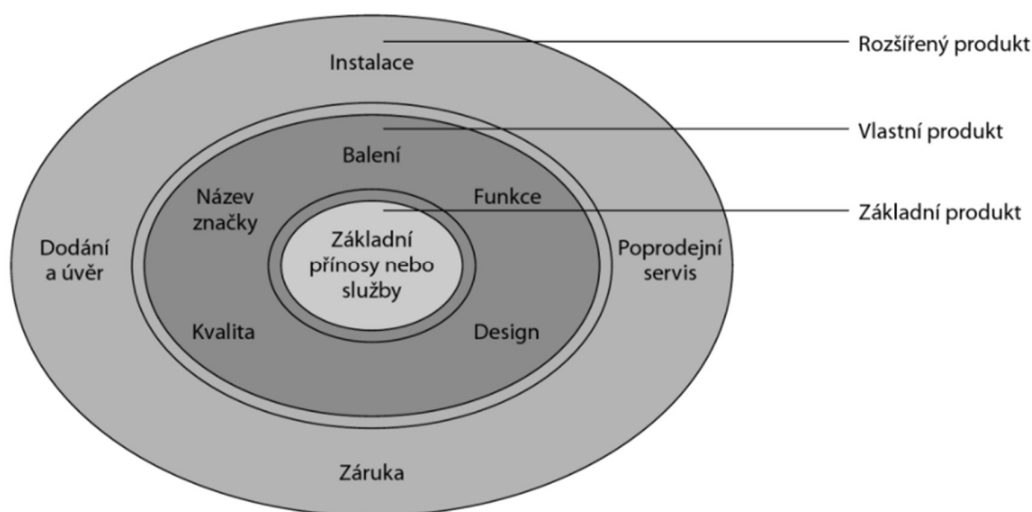 Rozšířený produkt
Instalace
Vlastní produkt
Balení
Název
značky
Funkce
Základní produkt
Základní
přínosy nebo
služby
Dodání
a úvěr
Poprodejní
servis
Kvalita
Design
Záruka